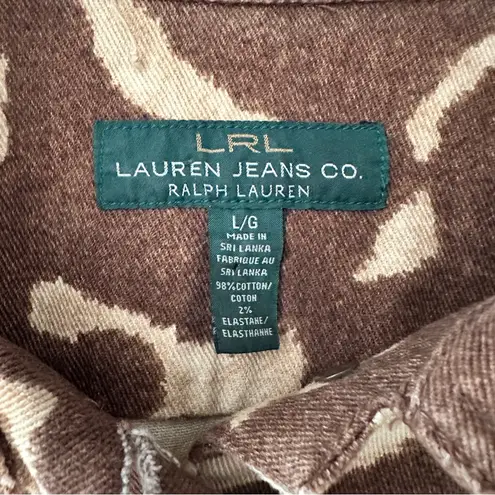 LRL
LAUREN JEANS CO.
RALPH LAUREN
L/G
MADE IN
SRI LANKA
FABRIQUE AU
SRI LANKA
98% COTTON/
COTON
2%
ELASTANE/
ELASTHANNE